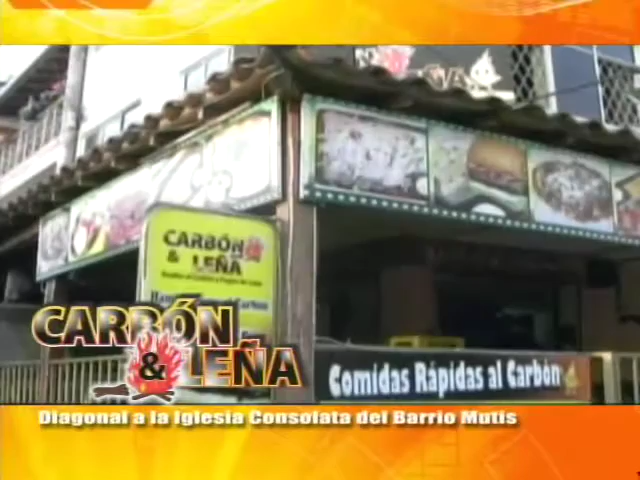 CARBÓN
& LEÑA
CARBÓN
& LEÑA
Comidas Rápidas al Carbón
Diagonal a la Iglesia Consolata del Barrio Mutis